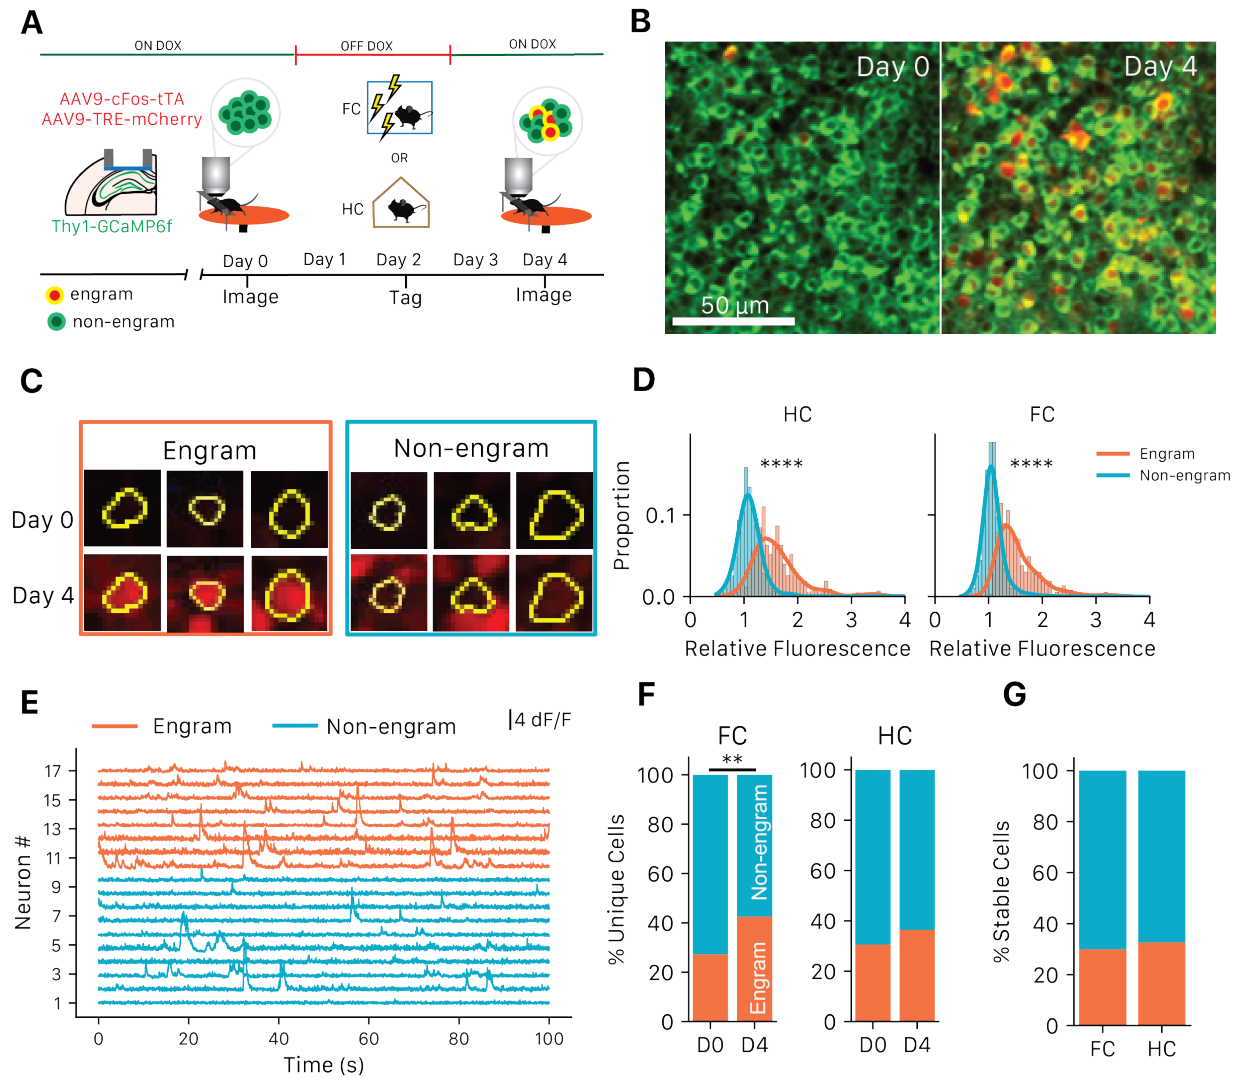 A
ON DOX
OFF DOX
ON DOX
AAV9-cFos-tTA
AAV9-TRE-mCherry
FC
OR
HC
Thy1-GCaMP6f
Day 0
Day 1
Day 2
Day 3
Day 4
Image
Tag
Image
engram
non-engram
B
Day 0
Day 4
50 µm
C
Engram
Non-engram
Day 0
Day 4
D
HC
FC
****
****
Engram
Non-engram
Proportion
0.1
0.0
0 1 2 3 4
0 1 2 3 4
Relative Fluorescence
Relative Fluorescence
E
Engram
Non-engram
4 dF/F
Neuron #
17
15
13
11
9
7
5
3
1
0 20 40 60 80 100
Time (s)
F
FC
**
HC
% Unique Cells
100
80
60
40
20
0
Non-engram
Engram
D0 D4
100
80
60
40
20
0
D0 D4
G
% Stable Cells
100
80
60
40
20
0
FC HC